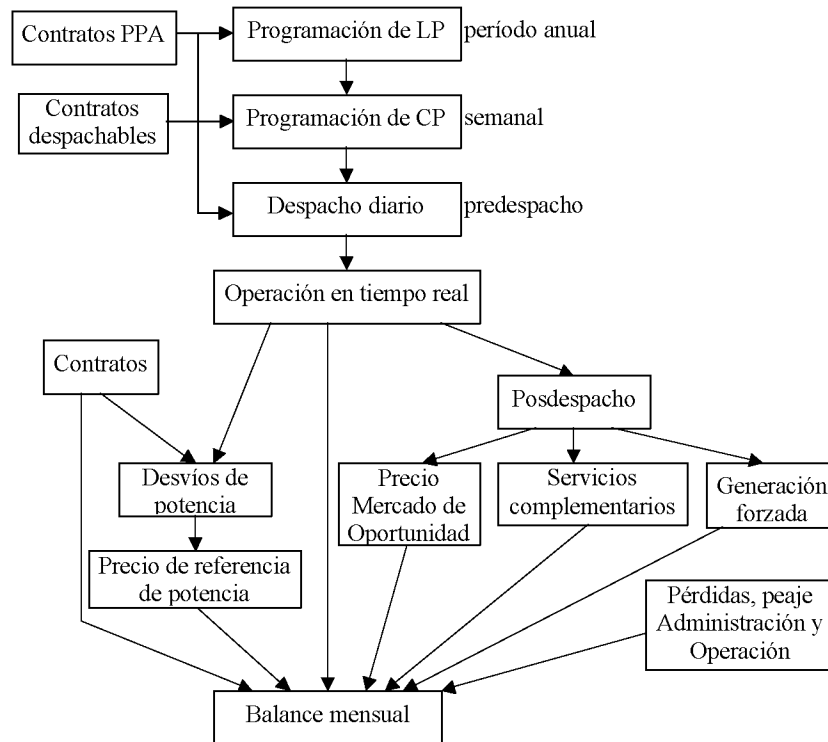 Contratos PPA
Programación de LP
período anual
Contratos
despachables
Programación de CP
semanal
Despacho diario
predespacho
Operación en tiempo real
Contratos
Posdespacho
Desvíos de
potencia
Precio
Mercado de
Oportunidad
Servicios
complementarios
Generación
forzada
Precio de referencia
de potencia
Pérdidas, peaje
Administración y
Operación
Balance mensual